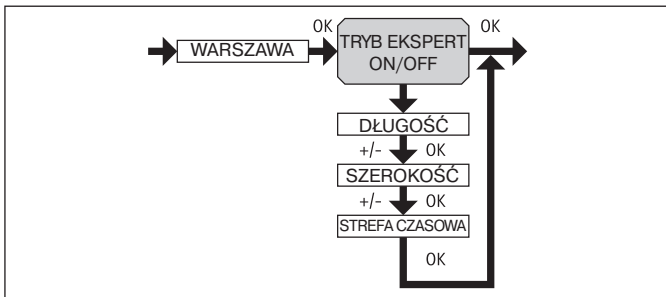 OK
OK
WARSZAWA
TRYB EKSPERT
ON/OFF
DŁUGOŚĆ
+/- OK
SZEROKOŚĆ
+/- OK
STREFA CZASOWA
OK